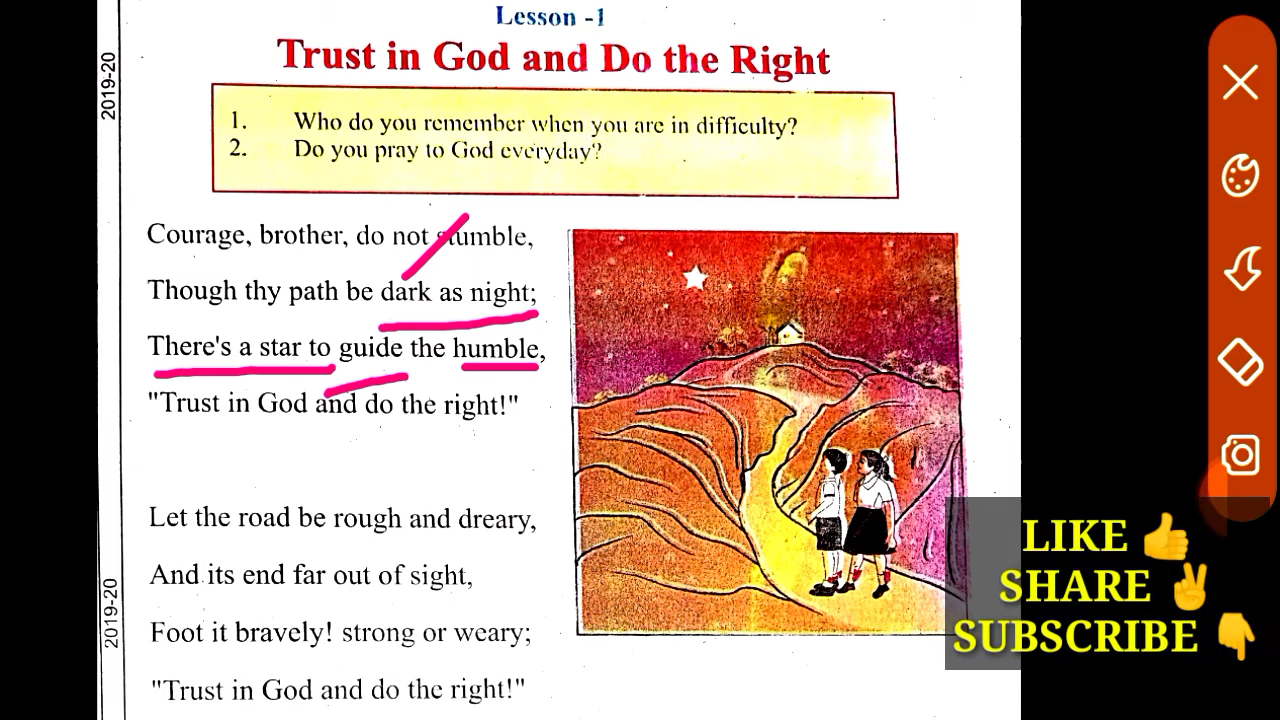 Lesson -1
Trust in God and Do the Right
2019-20
1. Who do you remember when you are in difficulty?
2. Do you pray to God everyday?
Courage, brother, do not stumble,
Though thy path be dark as night;
There's a star to guide the humble,
"Trust in God and do the right!"
Let the road be rough and dreary,
And its end far out of sight,
Foot it bravely! strong or weary;
"Trust in God and do the right!"
2019-20
LIKE 👍
SHARE ✌
SUBSCRIBE 👇